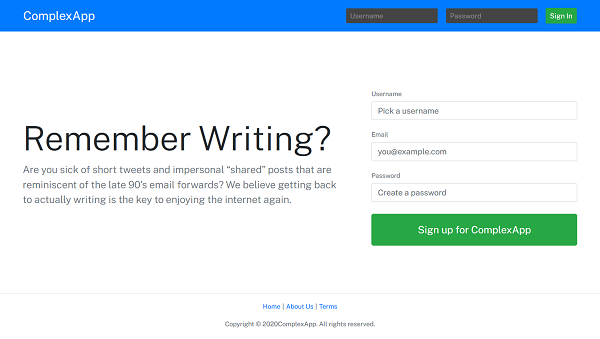 ComplexApp Username Password Sign In
Remember Writing?
Are you sick of short tweets and impersonal “shared” posts that are
reminiscent of the late 90’s email forwards? We believe getting back
to actually writing is the key to enjoying the internet again.
Username
Pick a username
Email
you@example.com
Password
Create a password
Sign up for ComplexApp
Home | About Us | Terms
Copyright © 2020ComplexApp. All rights reserved.